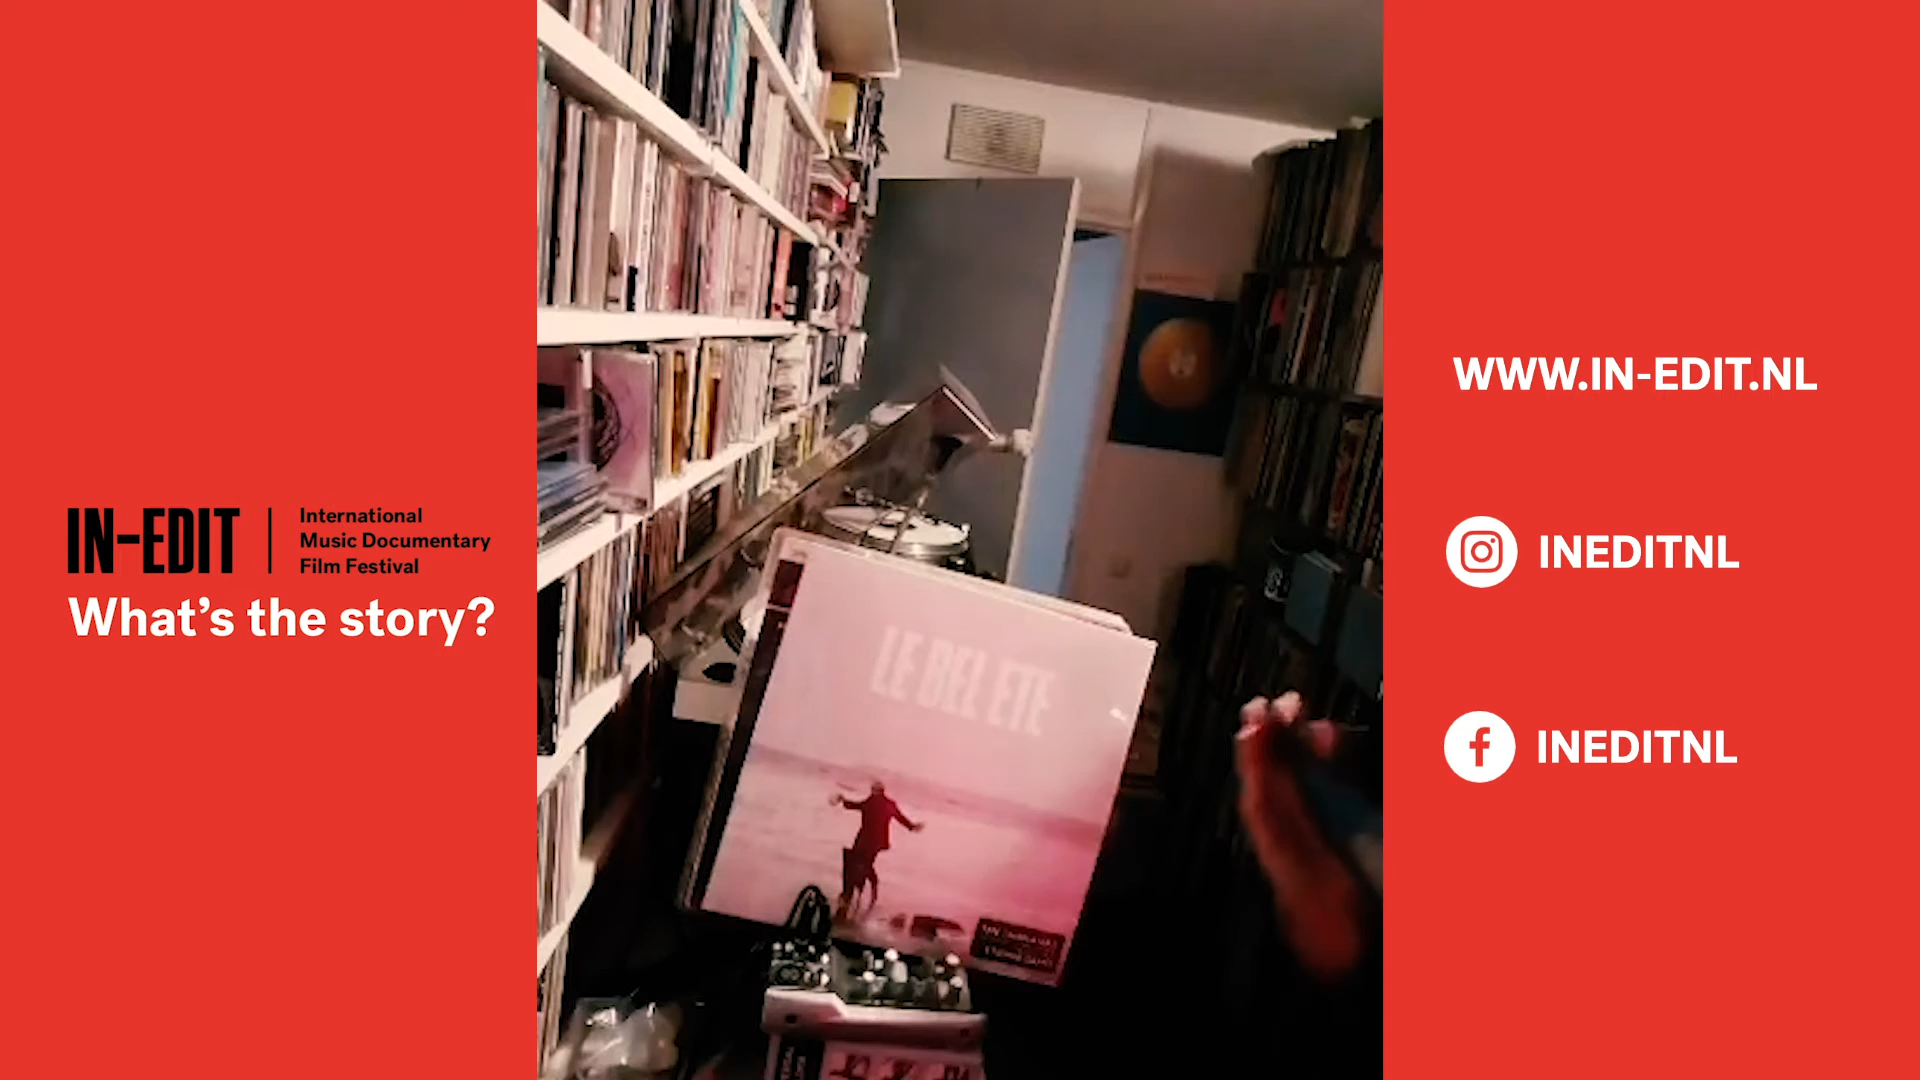 IN-EDIT
International
Music Documentary
Film Festival
What's the story?
LE BEL ETE
WWW.IN-EDIT.NL
INEDITNL
INEDITNL